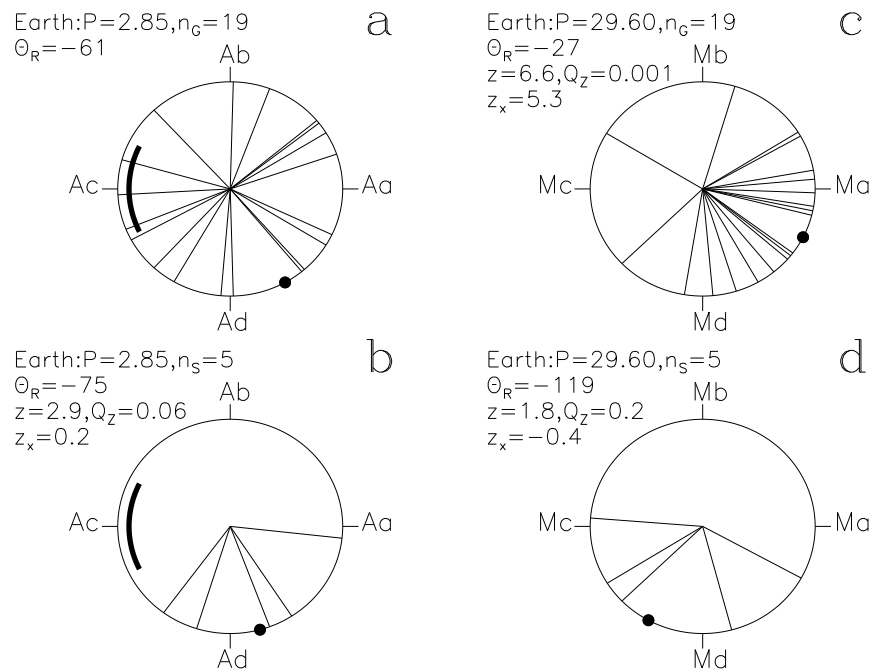 Earth:P=2.85,n_G=19
Θ_R=−61
a
Ab
Ac
Aa
Ad
Earth:P=29.60,n_G=19
Θ_R=−27
z=6.6,Q_Z=0.001
z_x=5.3
c
Mb
Mc
Ma
Md
Earth:P=2.85,n_S=5
Θ_R=−75
z=2.9,Q_Z=0.06
z_x=0.2
b
Ab
Ac
Aa
Ad
Earth:P=29.60,n_S=5
Θ_R=−119
z=1.8,Q_Z=0.2
z_x=−0.4
d
Mb
Mc
Ma
Md